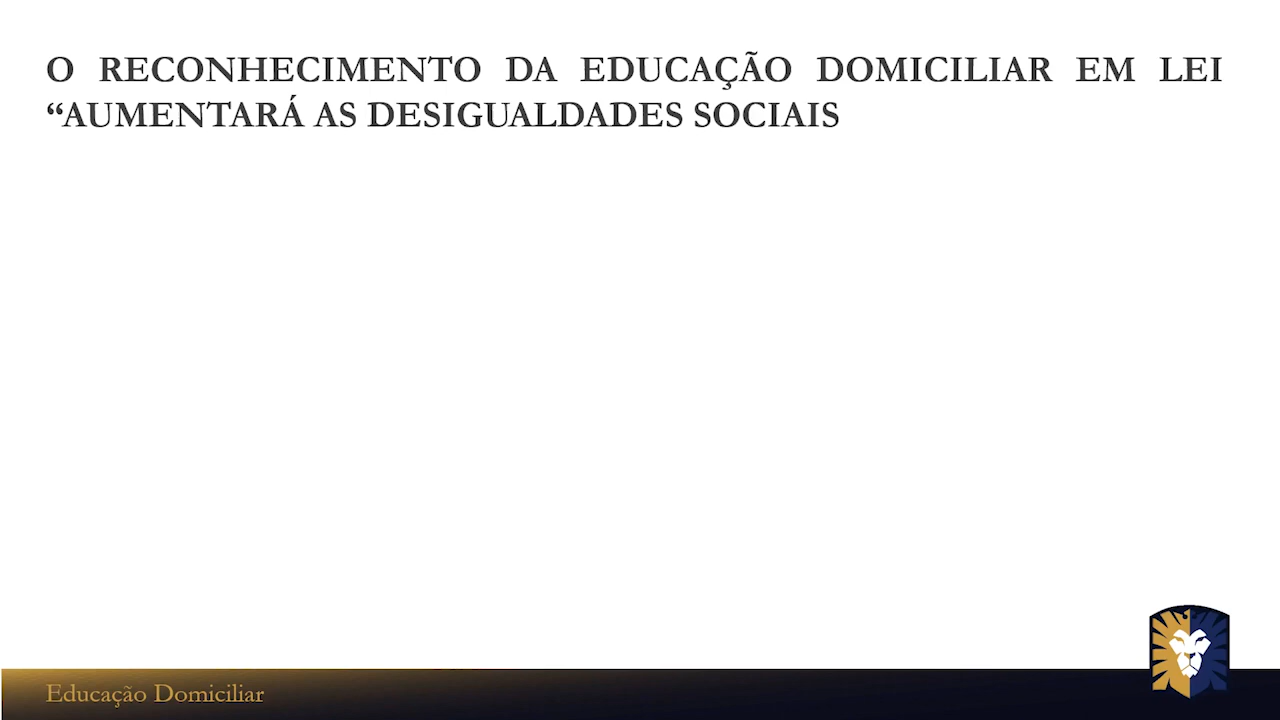 O RECONHECIMENTO DA EDUCAÇÃO DOMICILIAR EM LEI
“AUMENTARÁ AS DESIGUALDADES SOCIAIS
Educação Domiciliar